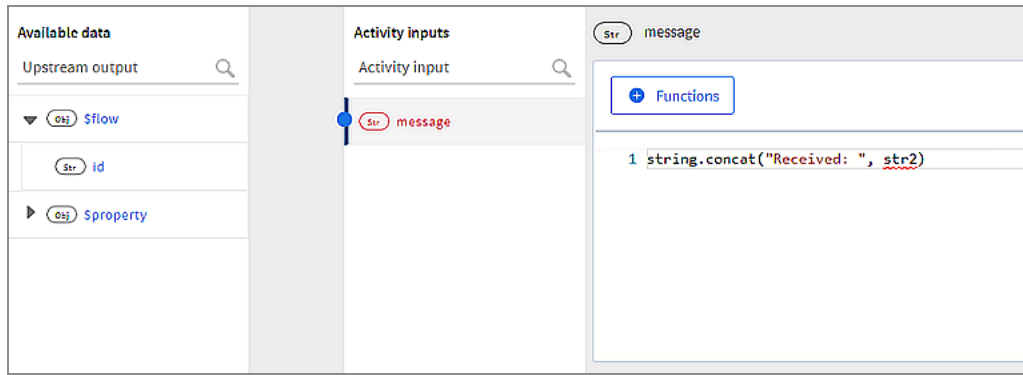 Available data
Upstream output
Obj $flow
Str id
Obj $property
Activity inputs
Activity input
Str message
Str message
Functions
1 string.concat("Received: ", str2)